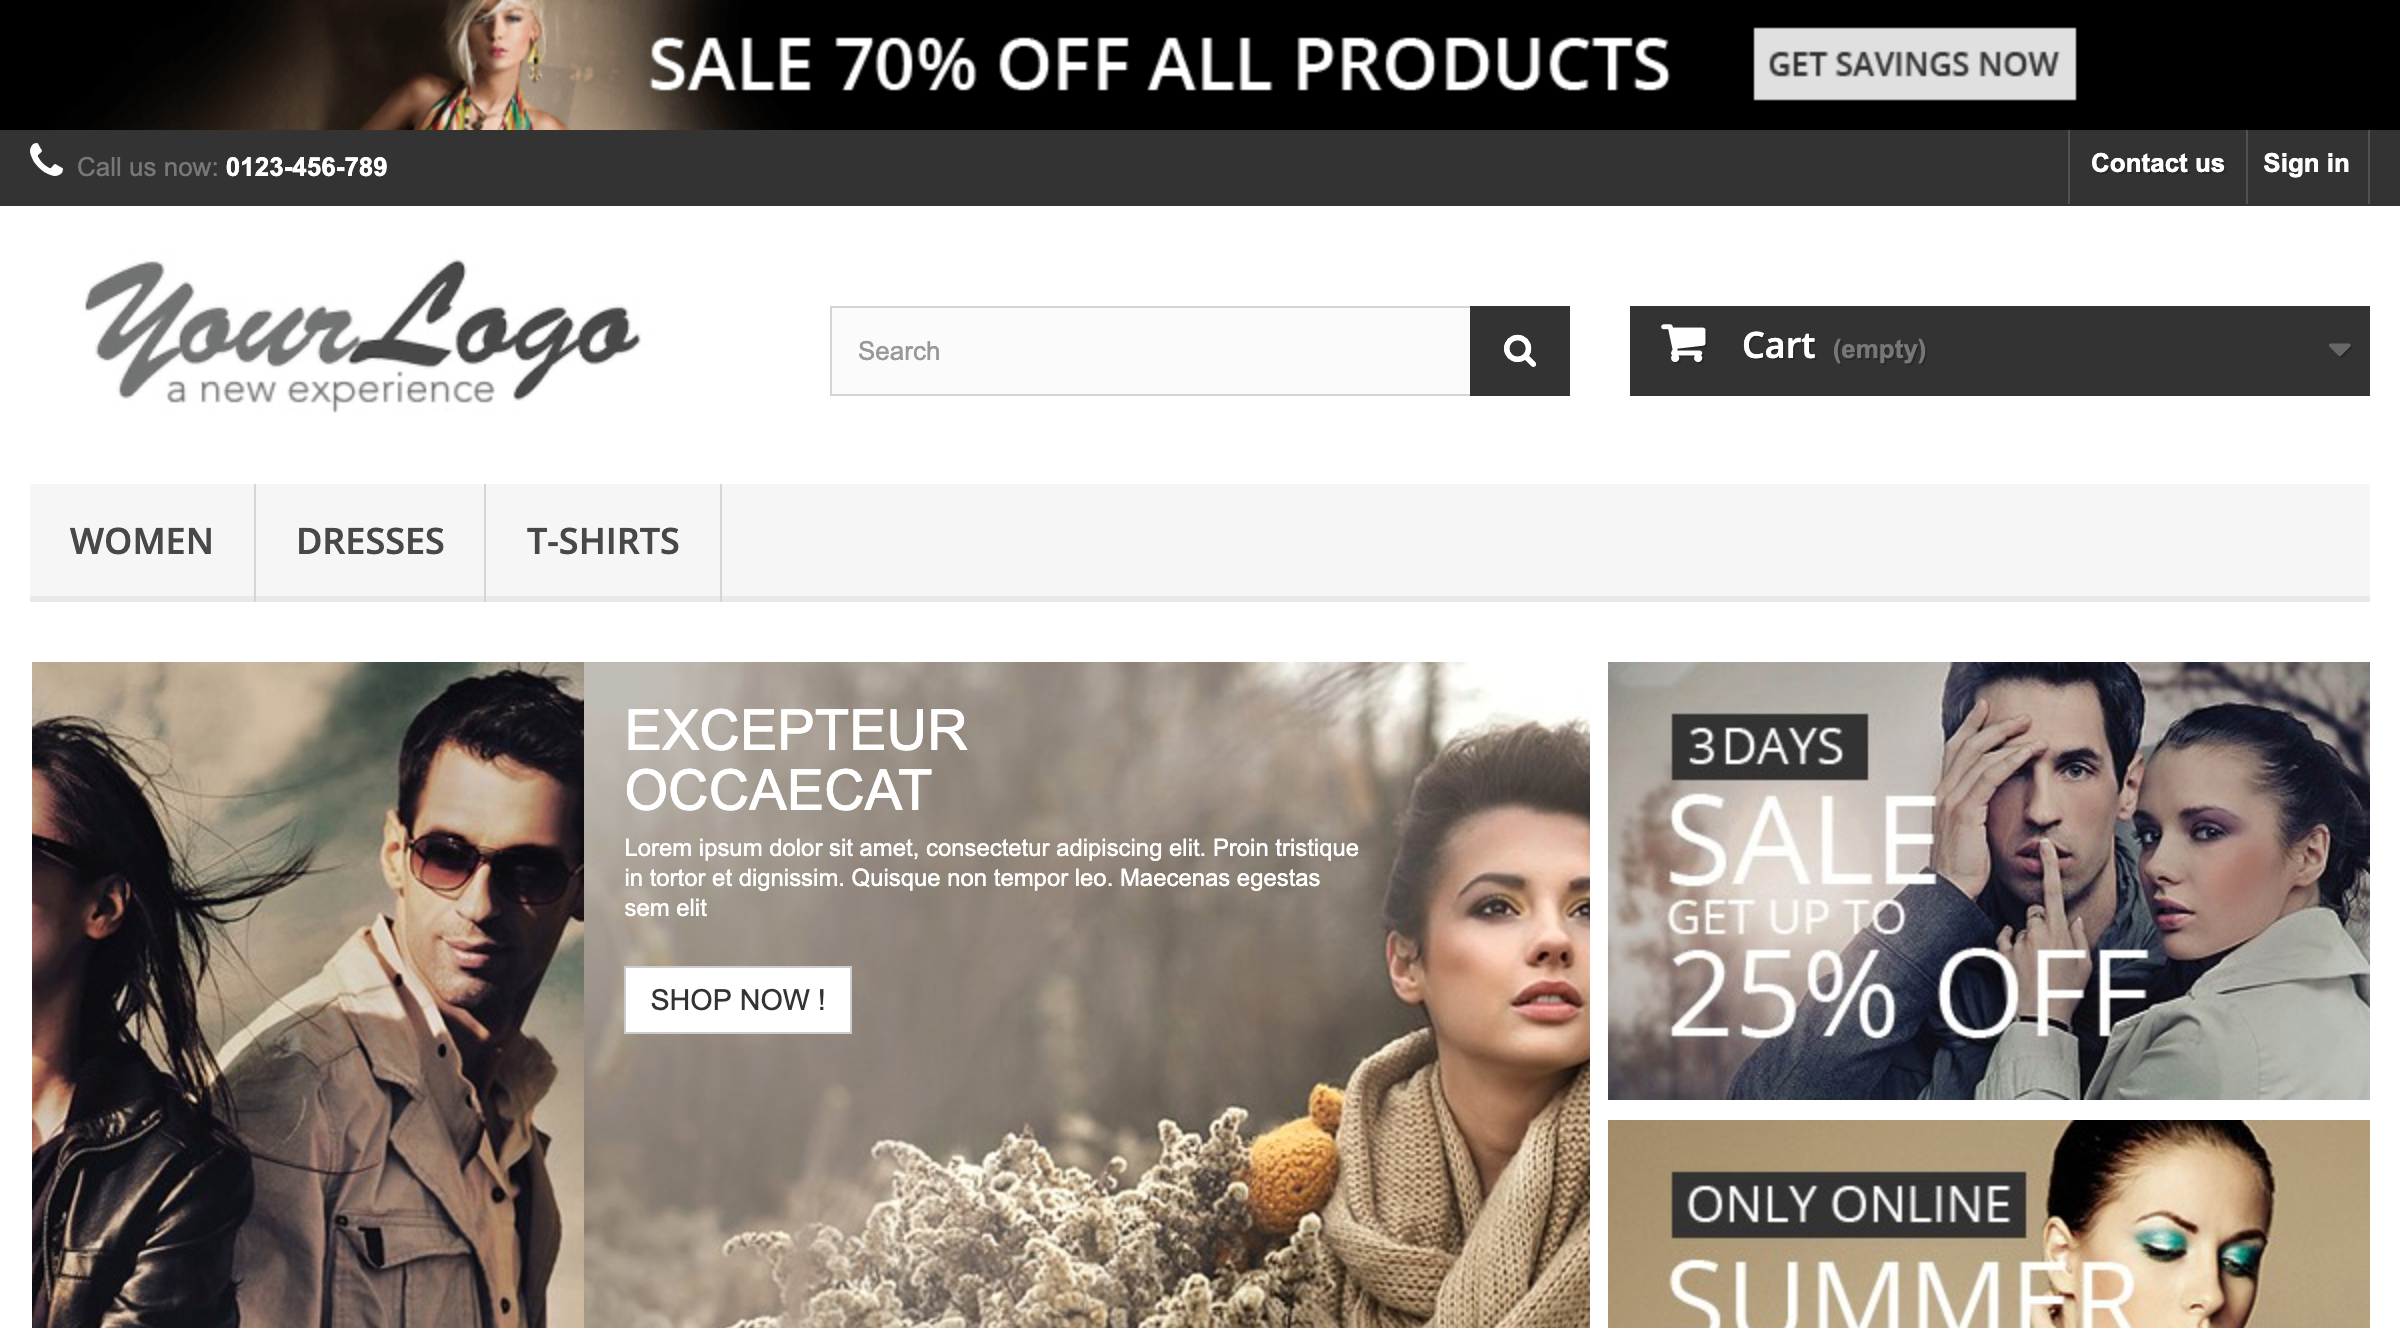 SALE 70% OFF ALL PRODUCTS
GET SAVINGS NOW
Call us now: 0123-456-789
Contact us
Sign in
YourLogo
a new experience
Search
Cart (empty)
WOMEN
DRESSES
T-SHIRTS
EXCEPTEUR
OCCAECAT
Lorem ipsum dolor sit amet, consectetur adipiscing elit. Proin tristique
in tortor et dignissim. Quisque non tempor leo. Maecenas egestas
sem elit
SHOP NOW !
3 DAYS
SALE
GET UP TO
25% OFF
ONLY ONLINE
SUMMER